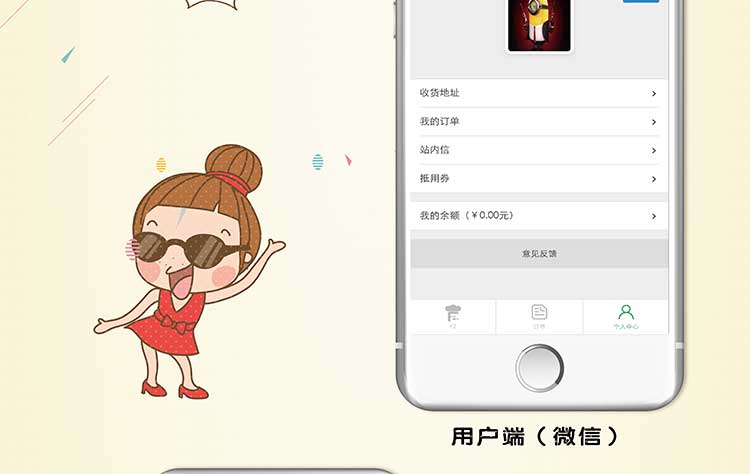 收货地址
我的订单
站内信
抵用券
我的余额（￥0.00元）
意见反馈
订单
个人中心
用户端（微信）